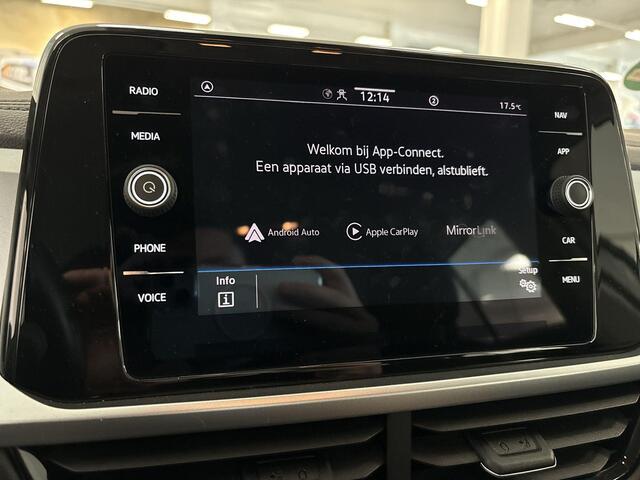 RADIO
MEDIA
PHONE
VOICE
12:14
2
17.5°C
Welkom bij App-Connect.
Een apparaat via USB verbinden, alstublieft.
Android Auto
Apple CarPlay
MirrorLink
Info
Setup
NAV
APP
CAR
MENU